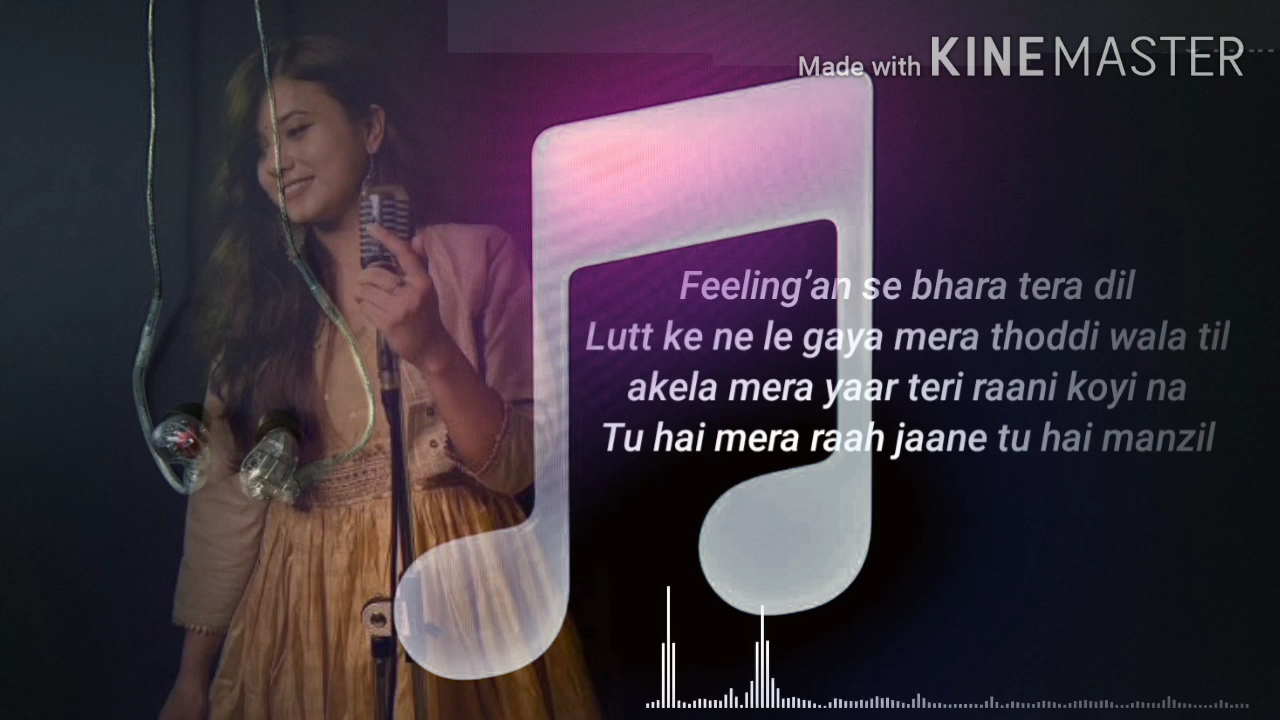 Made with KINEMASTER
Feeling’an se bhara tera dil
Lutt ke ne le gaya mera thoddi wala til
akela mera yaar teri raani koyi na
Tu hai mera raah jaane tu hai manzil